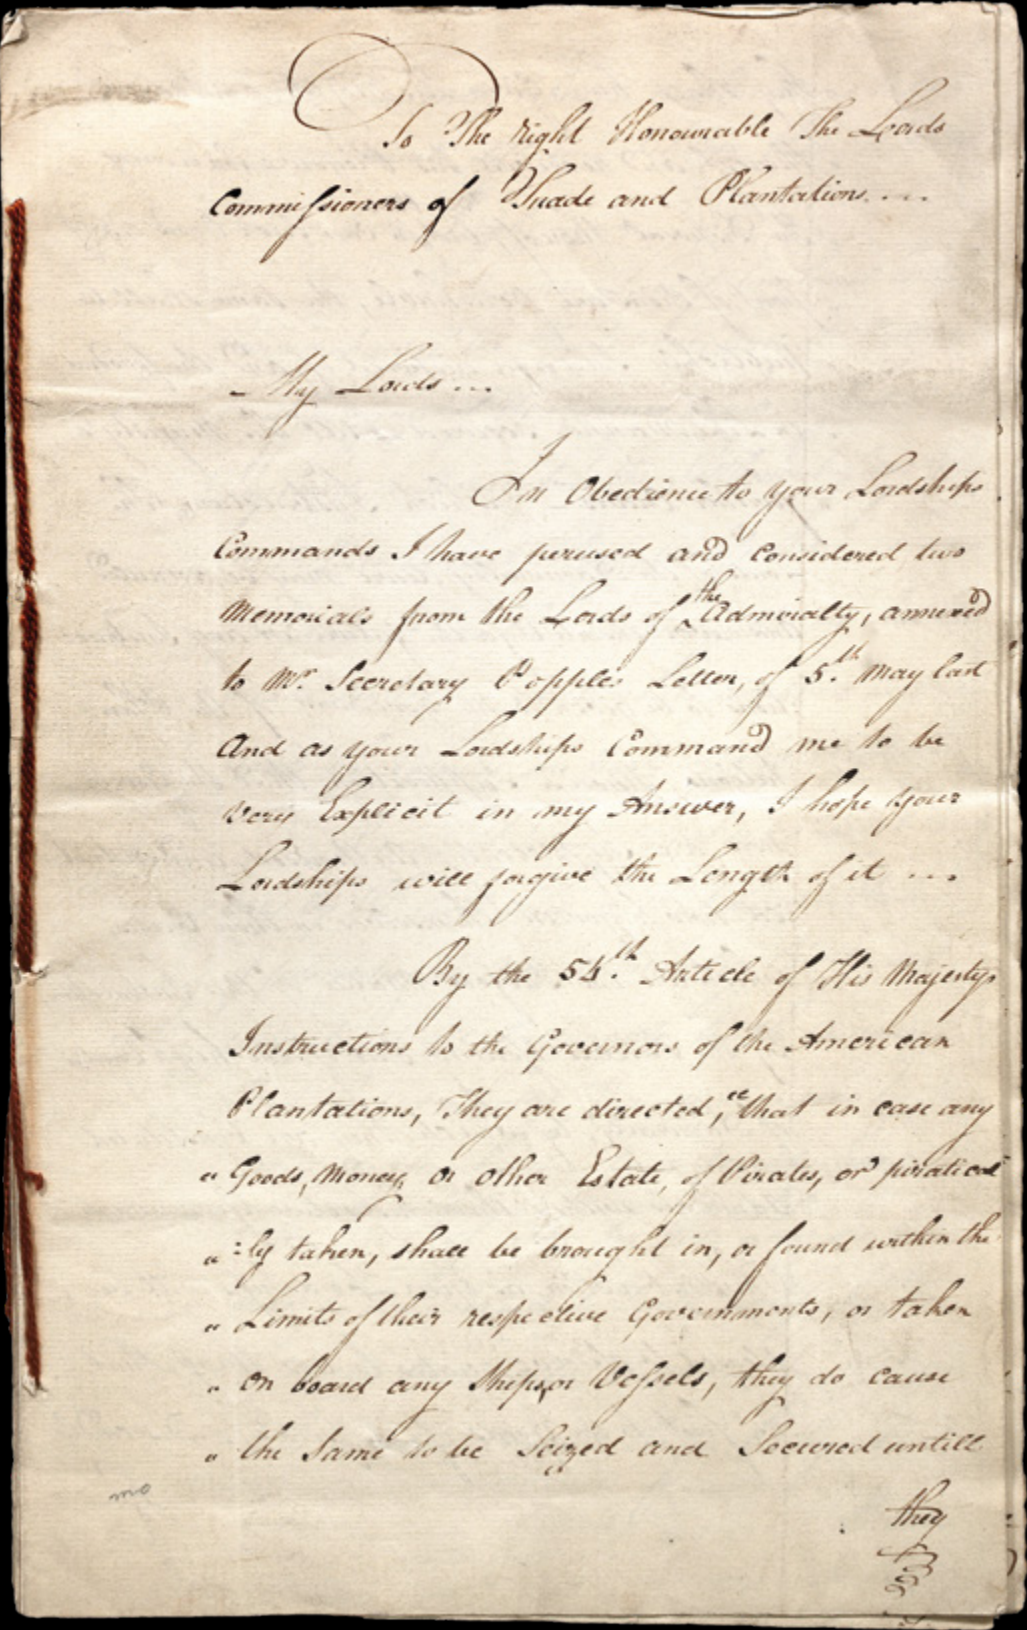 To The Right Honourable The Lords
Commissioners of Trade and Plantations ...
My Lords ...
In Obedience to your Lordships
Commands I have perused and Considered two
Memorials from the Lords of the Admiralty, annexed
to Mr. Secretary Popples Letter, of 5th. May last
And as your Lordships Command me to be
very Explicit in my Answer, I hope your
Lordships will forgive the Length of it ...
By the 54th. Article of His Majestys
Instructions to the Governors of the American
Plantations, They are directed, "that in case any
" Goods, Money, or other Estate, of Pirates, or piratical
" :ly taken, shall be brought in, or found within the
" Limits of their respective Governments, or taken
" on board any Ships, or Vessels, they do cause
" the same to be Seized and Secured untill
they